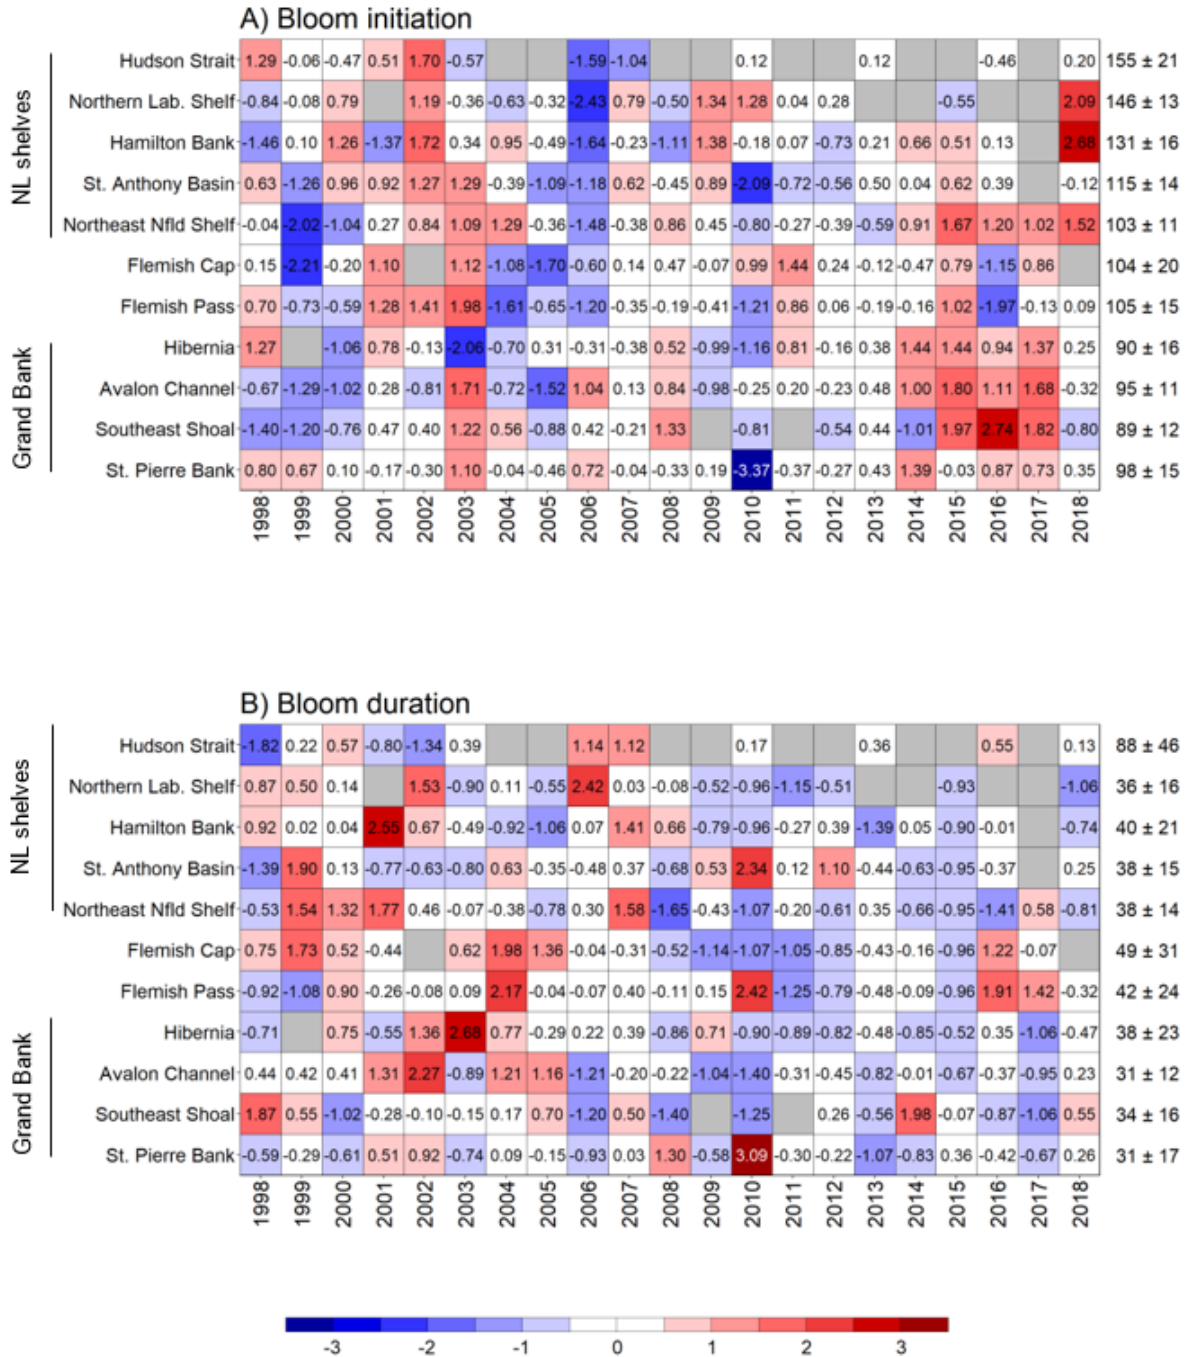 A) Bloom initiation
NL shelves
Hudson Strait 1.29 -0.06 -0.47 0.51 1.70 -0.57 -1.59 -1.04 0.12 0.12 -0.46 0.20 155 ± 21
Northern Lab. Shelf -0.84 -0.08 0.79 1.19 -0.36 -0.63 -0.32 -2.43 0.79 -0.50 1.34 1.28 0.04 0.28 -0.55 2.09 146 ± 13
Hamilton Bank -1.46 0.10 1.26 -1.37 1.72 0.34 0.95 -0.49 -1.64 -0.23 -1.11 1.38 -0.18 0.07 -0.73 0.21 0.66 0.51 0.13 2.68 131 ± 16
St. Anthony Basin 0.63 -1.26 0.96 0.92 1.27 1.29 -0.39 -1.09 -1.18 0.62 -0.45 0.89 -2.09 -0.72 -0.56 0.50 0.04 0.62 0.39 -0.12 115 ± 14
Northeast Nfld Shelf -0.04 -2.02 -1.04 0.27 0.84 1.09 1.29 -0.36 -1.48 -0.38 0.86 0.45 -0.80 -0.27 -0.39 -0.59 0.91 1.67 1.20 1.02 1.52 103 ± 11
Flemish Cap 0.15 -2.21 -0.20 1.10 1.12 -1.08 -1.70 -0.60 0.14 0.47 -0.07 0.99 1.44 0.24 -0.12 -0.47 0.79 -1.15 0.86 104 ± 20
Flemish Pass 0.70 -0.73 -0.59 1.28 1.41 1.98 -1.61 -0.65 -1.20 -0.35 -0.19 -0.41 -1.21 0.86 0.06 -0.19 -0.16 1.02 -1.97 -0.13 0.09 105 ± 15
Grand Bank
Hibernia 1.27 -1.06 0.78 -0.13 -2.06 -0.70 0.31 -0.31 -0.38 0.52 -0.99 -1.16 0.81 -0.16 0.38 1.44 1.44 0.94 1.37 0.25 90 ± 16
Avalon Channel -0.67 -1.29 -1.02 0.28 -0.81 1.71 -0.72 -1.52 1.04 0.13 0.84 -0.98 -0.25 0.20 -0.23 0.48 1.00 1.80 1.11 1.68 -0.32 95 ± 11
Southeast Shoal -1.40 -1.20 -0.76 0.47 0.40 1.22 0.56 -0.88 0.42 -0.21 1.33 -0.81 -0.54 0.44 -1.01 1.97 2.74 1.82 -0.80 89 ± 12
St. Pierre Bank 0.80 0.67 0.10 -0.17 -0.30 1.10 -0.04 -0.46 0.72 -0.04 -0.33 0.19 -3.37 -0.37 -0.27 0.43 1.39 -0.03 0.87 0.73 0.35 98 ± 15
1998 1999 2000 2001 2002 2003 2004 2005 2006 2007 2008 2009 2010 2011 2012 2013 2014 2015 2016 2017 2018
B) Bloom duration
NL shelves
Hudson Strait -1.82 0.22 0.57 -0.80 -1.34 0.39 1.14 1.12 0.17 0.36 0.55 0.13 88 ± 46
Northern Lab. Shelf 0.87 0.50 0.14 1.53 -0.90 0.11 -0.55 2.42 0.03 -0.08 -0.52 -0.96 -1.15 -0.51 -0.93 -1.06 36 ± 16
Hamilton Bank 0.92 0.02 0.04 2.55 0.67 -0.49 -0.92 -1.06 0.07 1.41 0.66 -0.79 -0.96 -0.27 0.39 -1.39 0.05 -0.90 -0.01 -0.74 40 ± 21
St. Anthony Basin -1.39 1.90 0.13 -0.77 -0.63 -0.80 0.63 -0.35 -0.48 0.37 -0.68 0.53 2.34 0.12 1.10 -0.44 -0.63 -0.95 -0.37 0.25 38 ± 15
Northeast Nfld Shelf -0.53 1.54 1.32 1.77 0.46 -0.07 -0.38 -0.78 0.30 1.58 -1.65 -0.43 -1.07 -0.20 -0.61 0.35 -0.66 -0.95 -1.41 0.58 -0.81 38 ± 14
Flemish Cap 0.75 1.73 0.52 -0.44 0.62 1.98 1.36 -0.04 -0.31 -0.52 -1.14 -1.07 -1.05 -0.85 -0.43 -0.16 -0.96 1.22 -0.07 49 ± 31
Flemish Pass -0.92 -1.08 0.90 -0.26 -0.08 0.09 2.17 -0.04 -0.07 0.40 -0.11 0.15 2.42 -1.25 -0.79 -0.48 -0.09 -0.96 1.91 1.42 -0.32 42 ± 24
Grand Bank
Hibernia -0.71 0.75 -0.55 1.36 2.68 0.77 -0.29 0.22 0.39 -0.86 0.71 -0.90 -0.89 -0.82 -0.48 -0.85 -0.52 0.35 -1.06 -0.47 38 ± 23
Avalon Channel 0.44 0.42 0.41 1.31 2.27 -0.89 1.21 1.16 -1.21 -0.20 -0.22 -1.04 -1.40 -0.31 -0.45 -0.82 -0.01 -0.67 -0.37 -0.95 0.23 31 ± 12
Southeast Shoal 1.87 0.55 -1.02 -0.28 -0.10 -0.15 0.17 0.70 -1.20 0.50 -1.40 -1.25 0.26 -0.56 1.98 -0.07 -0.87 -1.06 0.55 34 ± 16
St. Pierre Bank -0.59 -0.29 -0.61 0.51 0.92 -0.74 0.09 -0.15 -0.93 0.03 1.30 -0.58 3.09 -0.30 -0.22 -1.07 -0.83 0.36 -0.42 -0.67 0.26 31 ± 17
1998 1999 2000 2001 2002 2003 2004 2005 2006 2007 2008 2009 2010 2011 2012 2013 2014 2015 2016 2017 2018
-3 -2 -1 0 1 2 3